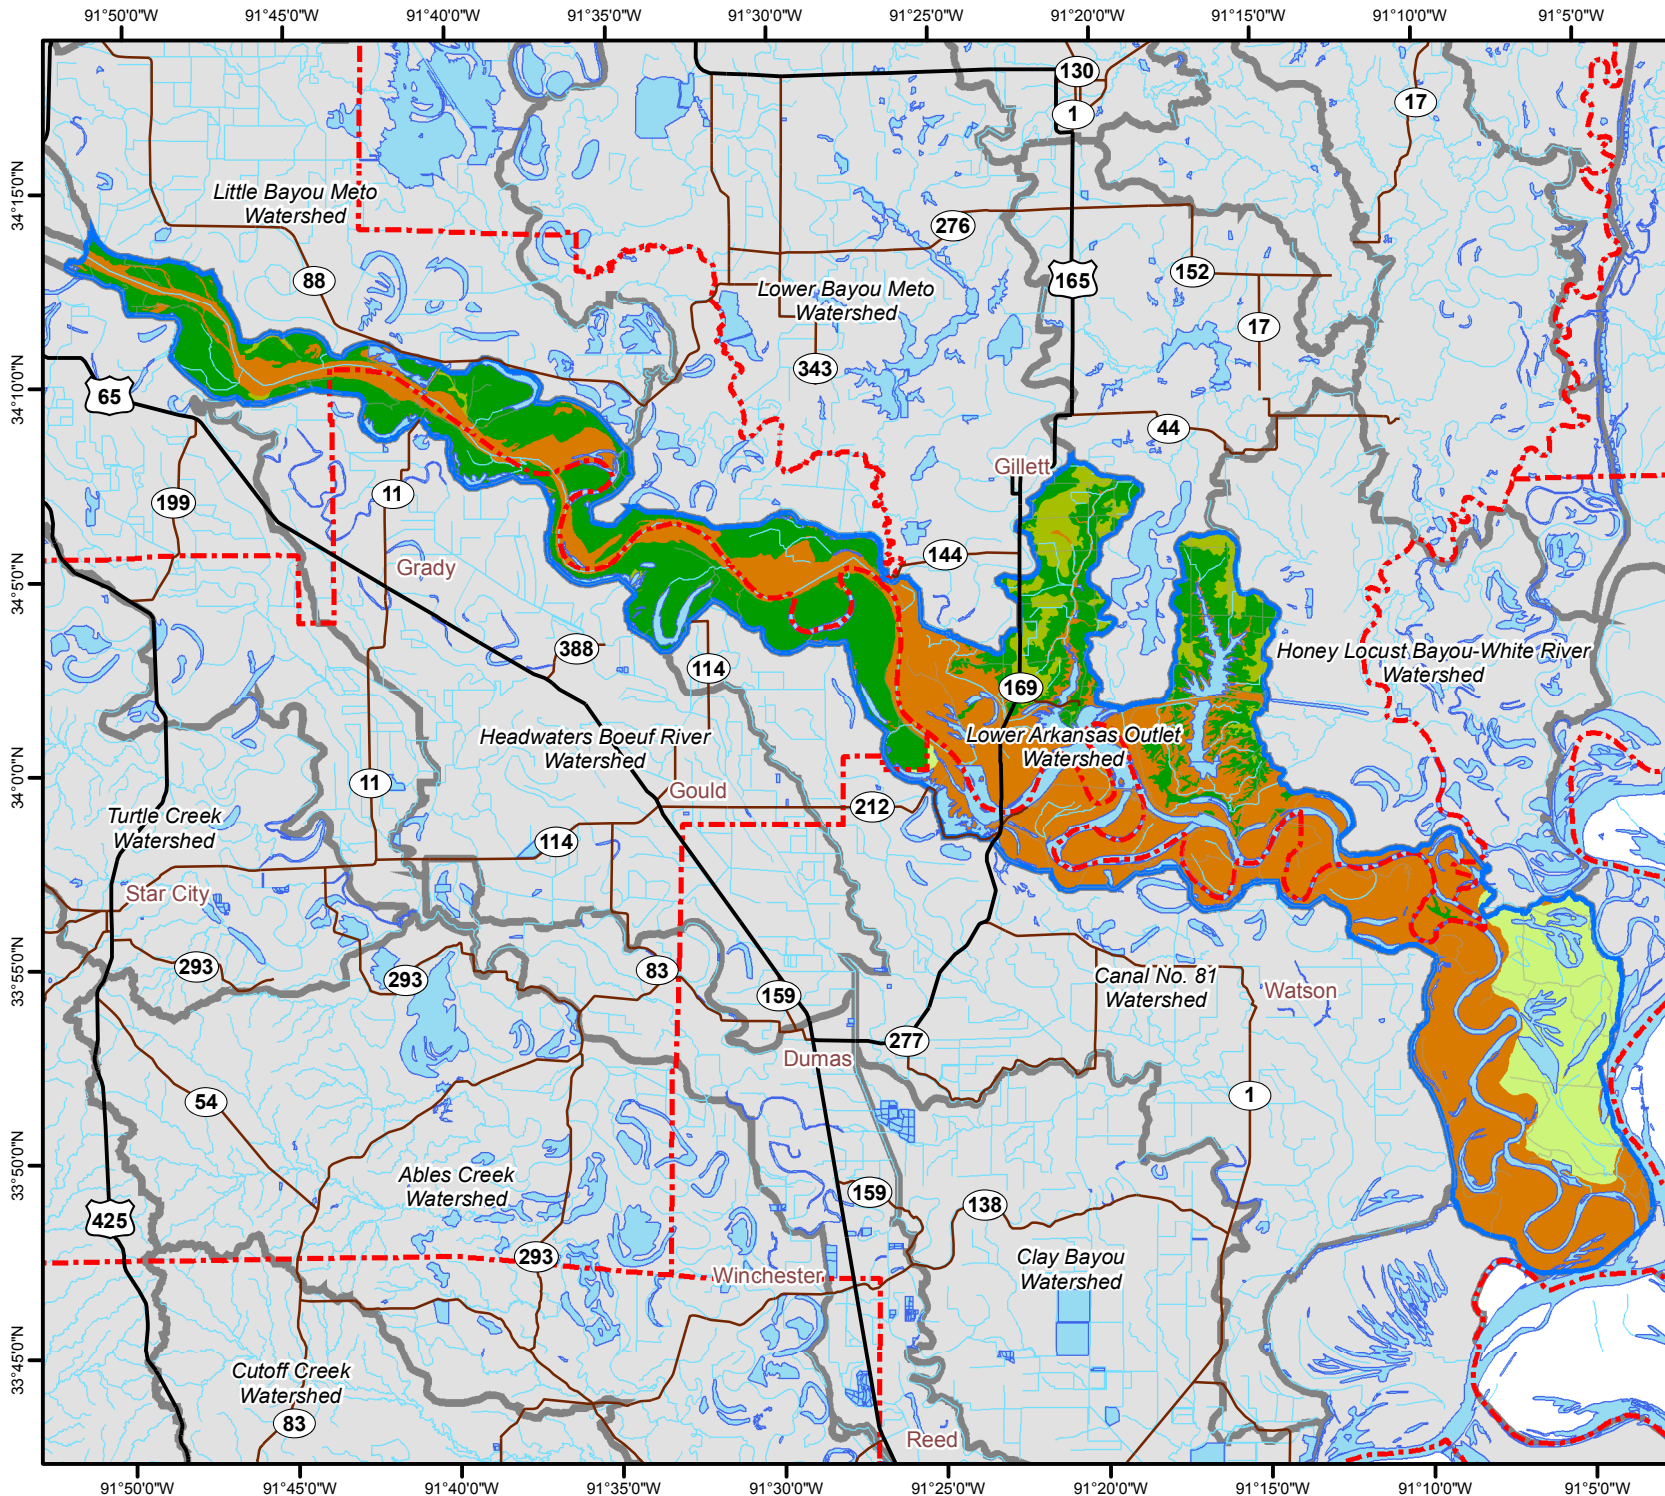 91°50'0"W 91°45'0"W 91°40'0"W 91°35'0"W 91°30'0"W 91°25'0"W 91°20'0"W 91°15'0"W 91°10'0"W 91°5'0"W
130
17
1
34°15'0"N
Little Bayou Meto
Watershed
276
88
165
152
Lower Bayou Meto
Watershed
17
343
34°10'0"N
65
44
Gillett
199
11
144
34°5'0"N
Grady
388
114
Honey Locust Bayou-White River
Watershed
169
Headwaters Boeuf River
Watershed
Lower Arkansas Outlet
Watershed
34°0'0"N
11
Gould
212
Turtle Creek
Watershed
114
Star City
33°55'0"N
293
293
83
159
Canal No. 81
Watershed
Watson
277
Dumas
54
1
33°50'0"N
Ables Creek
Watershed
159
138
425
293
Clay Bayou
Watershed
Winchester
33°45'0"N
Cutoff Creek
Watershed
83
Reed
91°50'0"W 91°45'0"W 91°40'0"W 91°35'0"W 91°30'0"W 91°25'0"W 91°20'0"W 91°15'0"W 91°10'0"W 91°5'0"W